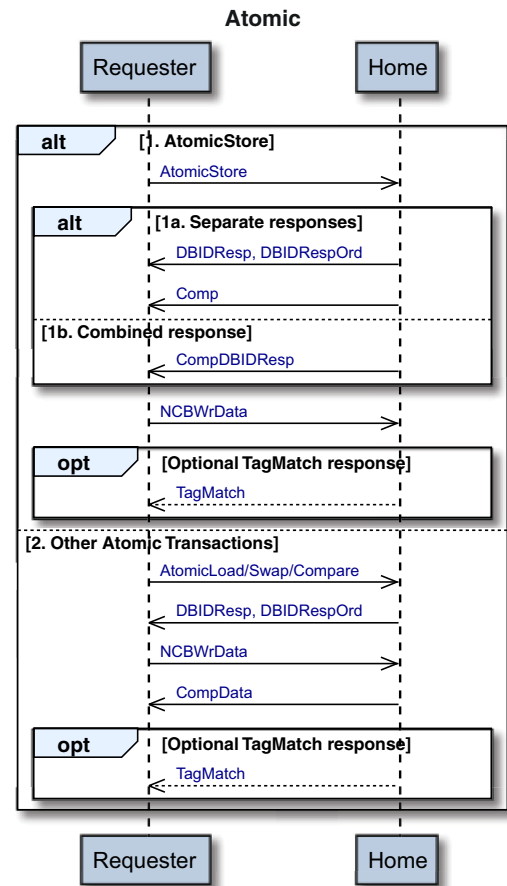 Atomic
Requester Home
alt [1. AtomicStore]
AtomicStore
alt [1a. Separate responses]
DBIDResp, DBIDRespOrd
Comp
[1b. Combined response]
CompDBIDResp
NCBWrData
opt [Optional TagMatch response]
TagMatch
[2. Other Atomic Transactions]
AtomicLoad/Swap/Compare
DBIDResp, DBIDRespOrd
NCBWrData
CompData
opt [Optional TagMatch response]
TagMatch
Requester Home